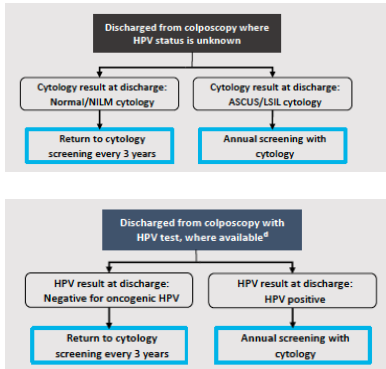 Discharged from colposcopy where
HPV status is unknown
Cytology result at discharge:
Normal/NILM cytology
Cytology result at discharge:
ASCUS/LSIL cytology
Return to cytology
screening every 3 years
Annual screening with
cytology
Discharged from colposcopy with
HPV test, where available^d
HPV result at discharge:
Negative for oncogenic HPV
HPV result at discharge:
HPV positive
Return to cytology
screening every 3 years
Annual screening with
cytology